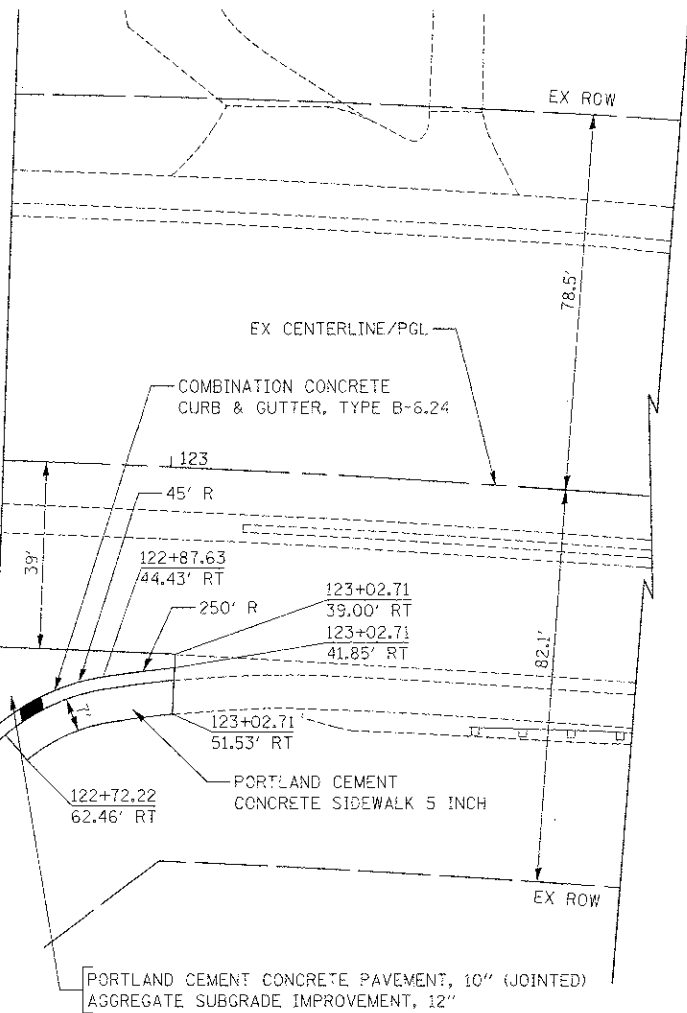 EX ROW
78.5'
EX CENTERLINE/PGL
COMBINATION CONCRETE
CURB & GUTTER, TYPE B-6.24
123
45' R
39'
122+87.63
44.43' RT
250' R
123+02.71
39.00' RT
123+02.71
41.85' RT
82.1'
7'
123+02.71
51.53' RT
122+72.22
62.46' RT
PORTLAND CEMENT
CONCRETE SIDEWALK 5 INCH
EX ROW
PORTLAND CEMENT CONCRETE PAVEMENT, 10" (JOINTED)
AGGREGATE SUBGRADE IMPROVEMENT, 12"